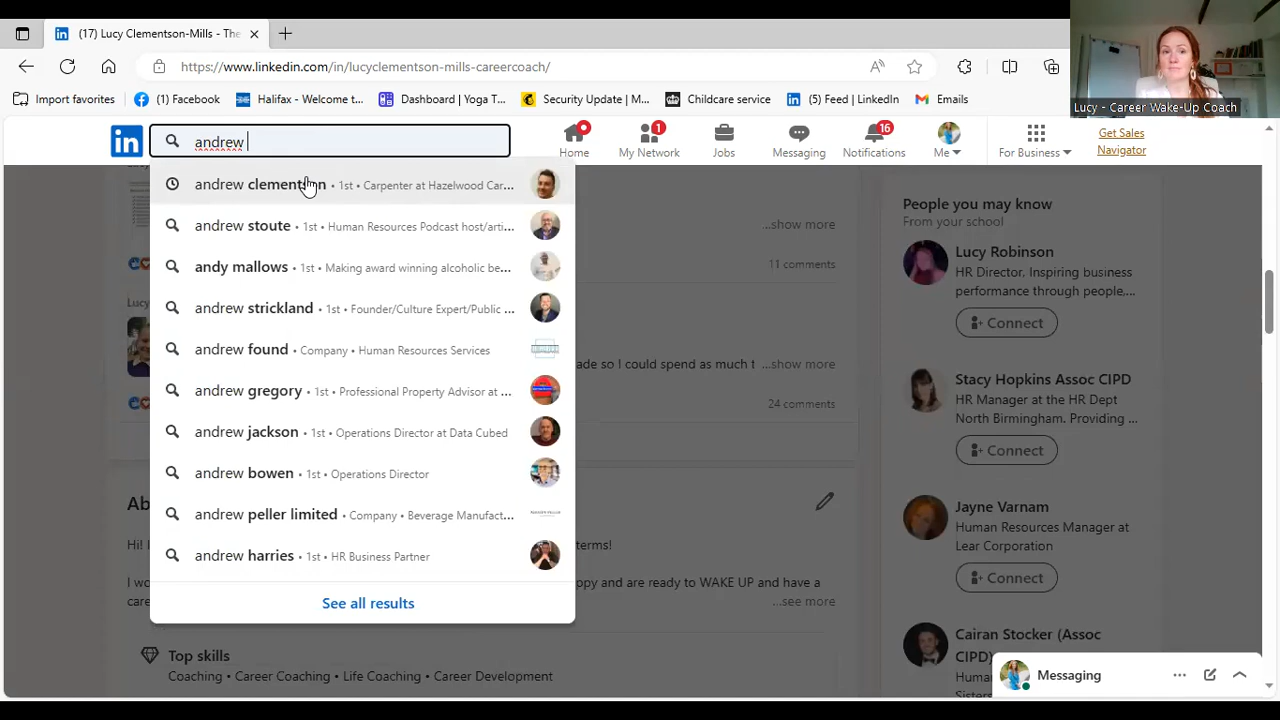 (17) Lucy Clementson-Mills - The
https://www.linkedin.com/in/lucyclementson-mills-careercoach/
Import favorites
(1) Facebook
Halifax - Welcome t...
Dashboard | Yoga T...
Security Update | M...
Childcare service
(5) Feed | LinkedIn
Emails
Lucy - Career Wake-Up Coach
in
andrew
Home
1
My Network
Jobs
Messaging
16
Notifications
Me
For Business
Get Sales
Navigator
andrew clementson • 1st • Carpenter at Hazelwood Car...
andrew stoute • 1st • Human Resources Podcast host/arti...
andy mallows • 1st • Making award winning alcoholic be...
andrew strickland • 1st • Founder/Culture Expert/Public ...
andrew found • Company • Human Resources Services
andrew gregory • 1st • Professional Property Advisor at ...
andrew jackson • 1st • Operations Director at Data Cubed
andrew bowen • 1st • Operations Director
andrew peller limited • Company • Beverage Manufact...
andrew harries • 1st • HR Business Partner
See all results
...show more
11 comments
ade so I could spend as much t ...show more
24 comments
Ab
Hi! terms!
I wo ppy and are ready to WAKE UP and have a
care ...see more
Top skills
Coaching • Career Coaching • Life Coaching • Career Development
People you may know
From your school
Lucy Robinson
HR Director, Inspiring business
performance through people,...
Connect
Stacy Hopkins Assoc CIPD
HR Manager at the HR Dept
North Birmingham. Providing ...
Connect
Jayne Varnam
Human Resources Manager at
Lear Corporation
Connect
Cairan Stocker (Assoc
CIPD)
Human
Sisters
Messaging